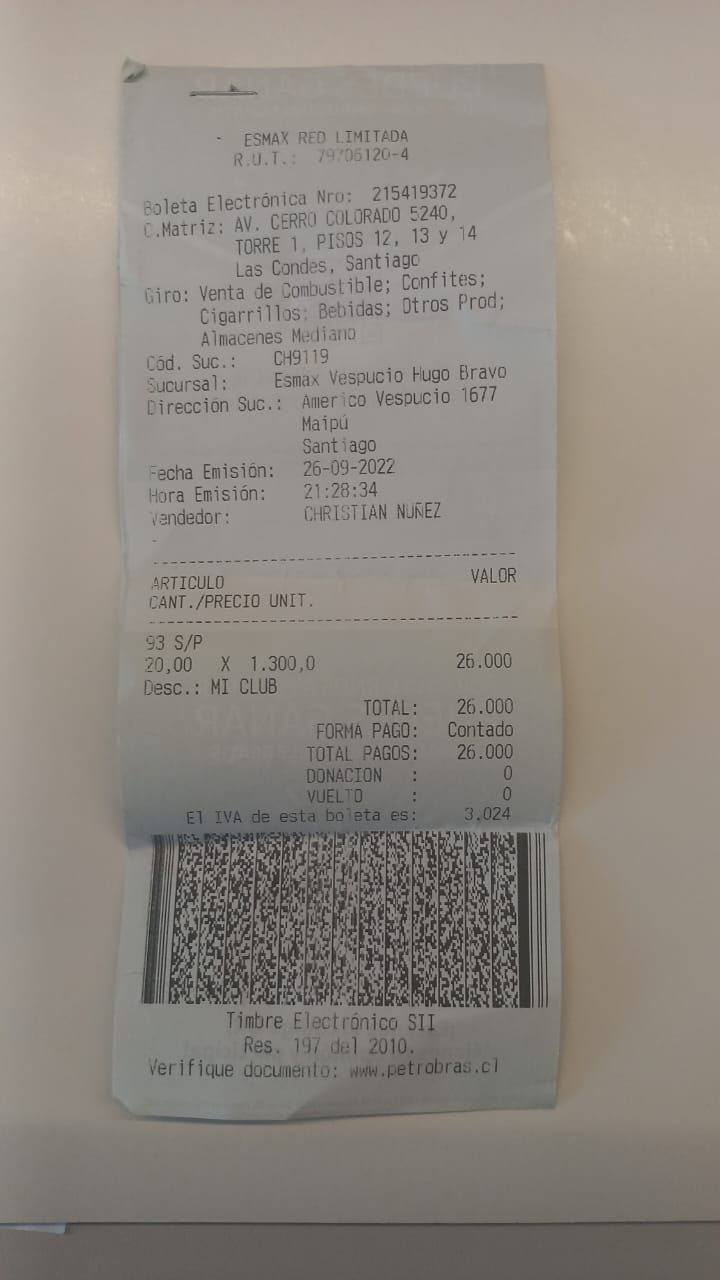 - ESMAX RED LIMITADA
R.U.T.: 79706120-4
Boleta Electrónica Nro: 215419372
C.Matriz: AV. CERRO COLORADO 5240,
TORRE 1, PISOS 12, 13 y 14
Las Condes, Santiago
Giro: Venta de Combustible; Confites;
Cigarrillos; Bebidas; Otros Prod;
Almacenes Mediano
Cód. Suc.: CH9119
Sucursal: Esmax Vespucio Hugo Bravo
Dirección Suc.: Americo Vespucio 1677
Maipú
Santiago
Fecha Emisión: 26-09-2022
Hora Emisión: 21:28:34
Vendedor: CHRISTIAN NUÑEZ
-
ARTICULO VALOR
CANT./PRECIO UNIT.
93 S/P
20,00 X 1.300,0 26.000
Desc.: MI CLUB
TOTAL: 26.000
FORMA PAGO: Contado
TOTAL PAGOS: 26.000
DONACION : 0
VUELTO : 0
El IVA de esta boleta es: 3,024
Timbre Electrónico SII
Res. 197 del 2010.
Verifique documento: www.petrobras.cl